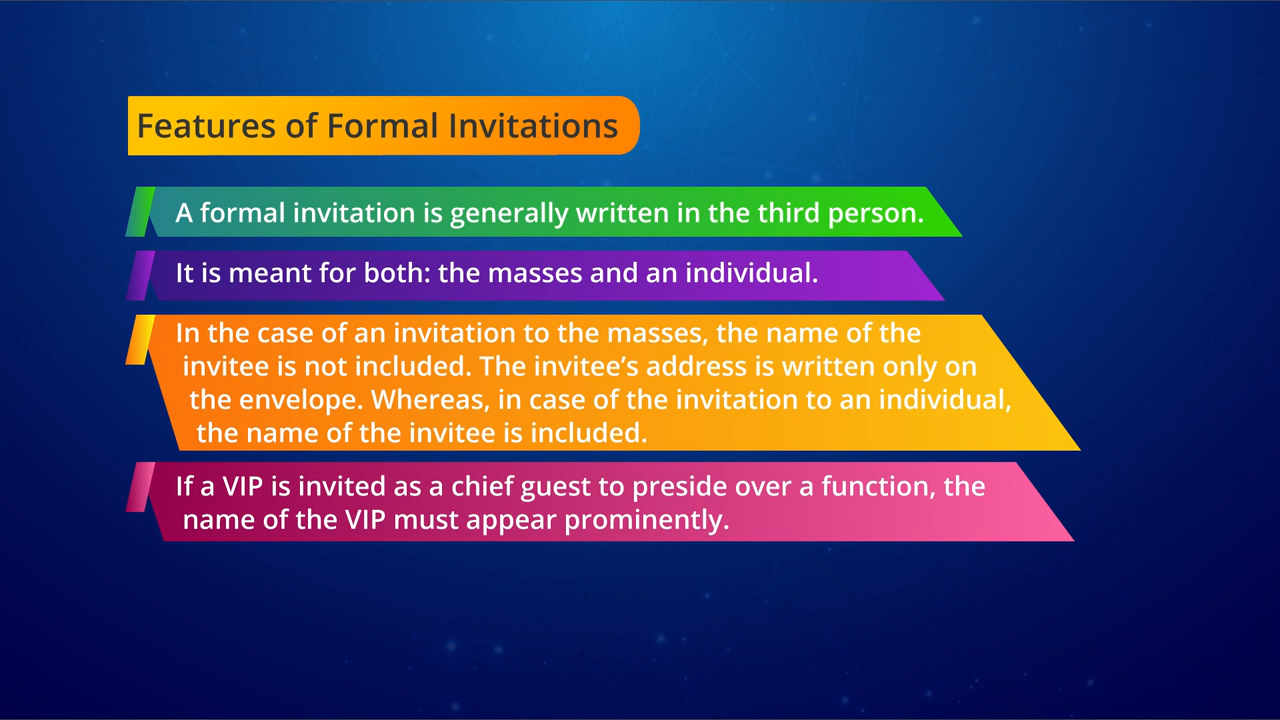 Features of Formal Invitations
A formal invitation is generally written in the third person.
It is meant for both: the masses and an individual.
In the case of an invitation to the masses, the name of the
invitee is not included. The invitee’s address is written only on
the envelope. Whereas, in case of the invitation to an individual,
the name of the invitee is included.
If a VIP is invited as a chief guest to preside over a function, the
name of the VIP must appear prominently.